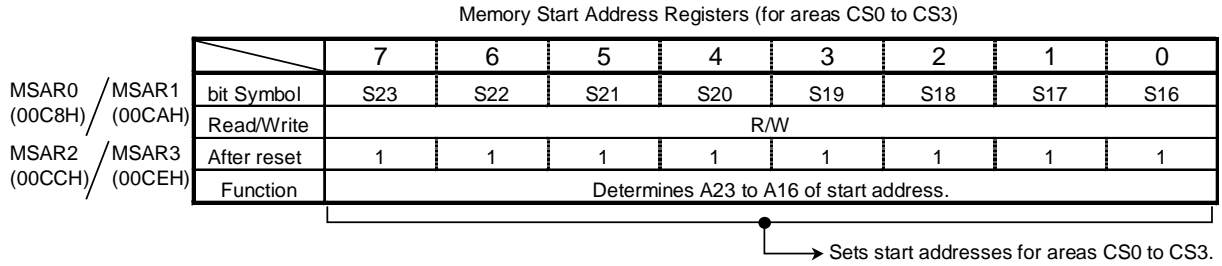 Memory Start Address Registers (for areas CS0 to CS3)
7 6 5 4 3 2 1 0
MSAR0 / MSAR1 bit Symbol S23 S22 S21 S20 S19 S18 S17 S16
(00C8H) (00CAH) Read/Write R/W
MSAR2 / MSAR3 After reset 1 1 1 1 1 1 1 1
(00CCH) (00CEH) Function Determines A23 to A16 of start address.
Sets start addresses for areas CS0 to CS3.